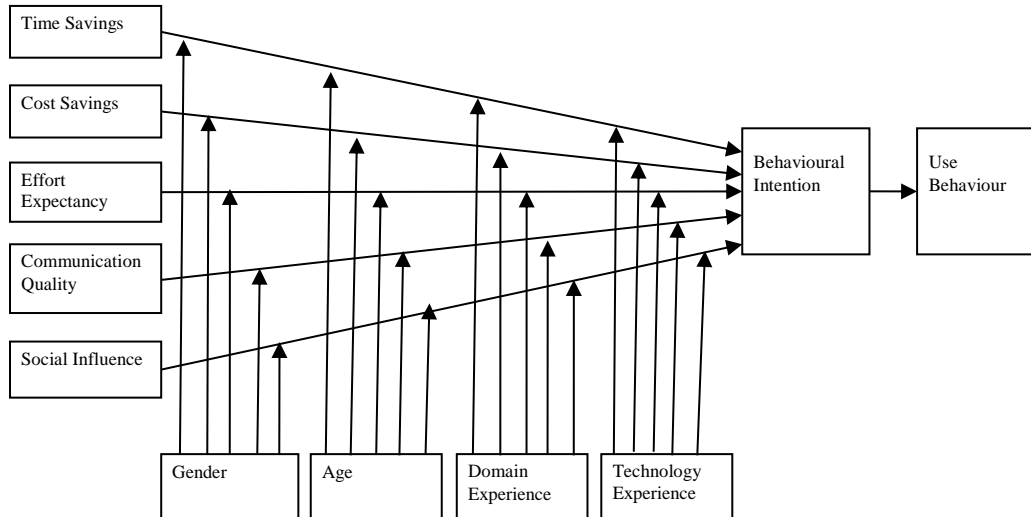 Time Savings
Cost Savings
Effort
Expectancy
Communication
Quality
Social Influence
Behavioural
Intention
Use
Behaviour
Gender
Age
Domain
Experience
Technology
Experience